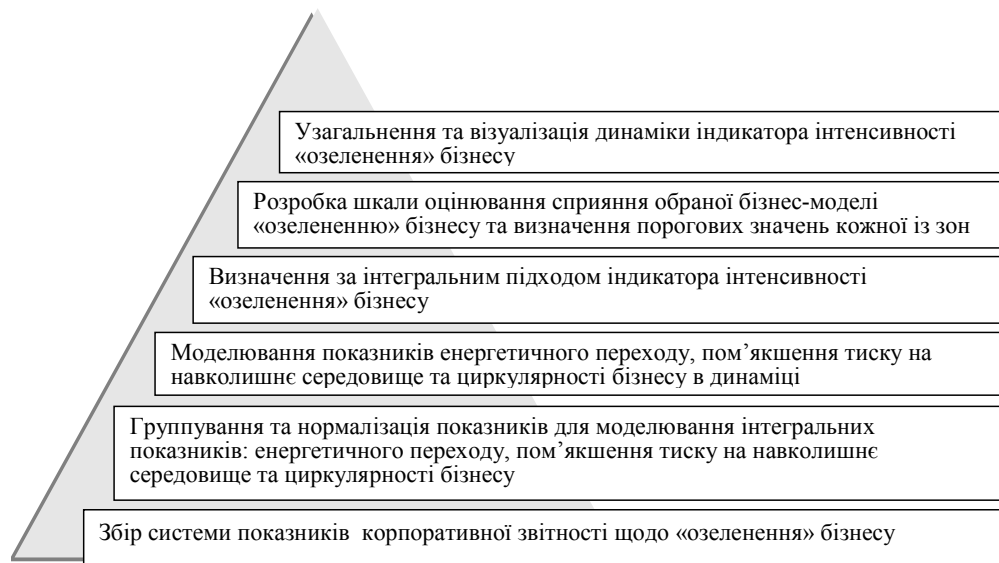 Узагальнення та візуалізація динаміки індикатора інтенсивності
«озеленення» бізнесу
Розробка шкали оцінювання сприяння обраної бізнес-моделі
«озелененню» бізнесу та визначення порогових значень кожної із зон
Визначення за інтегральним підходом індикатора інтенсивності
«озеленення» бізнесу
Моделювання показників енергетичного переходу, пом’якшення тиску на
навколишнє середовище та циркулярності бізнесу в динаміці
Группування та нормалізація показників для моделювання інтегральних
показників: енергетичного переходу, пом’якшення тиску на навколишнє
середовище та циркулярності бізнесу
Збір системи показників корпоративної звітності щодо «озеленення» бізнесу